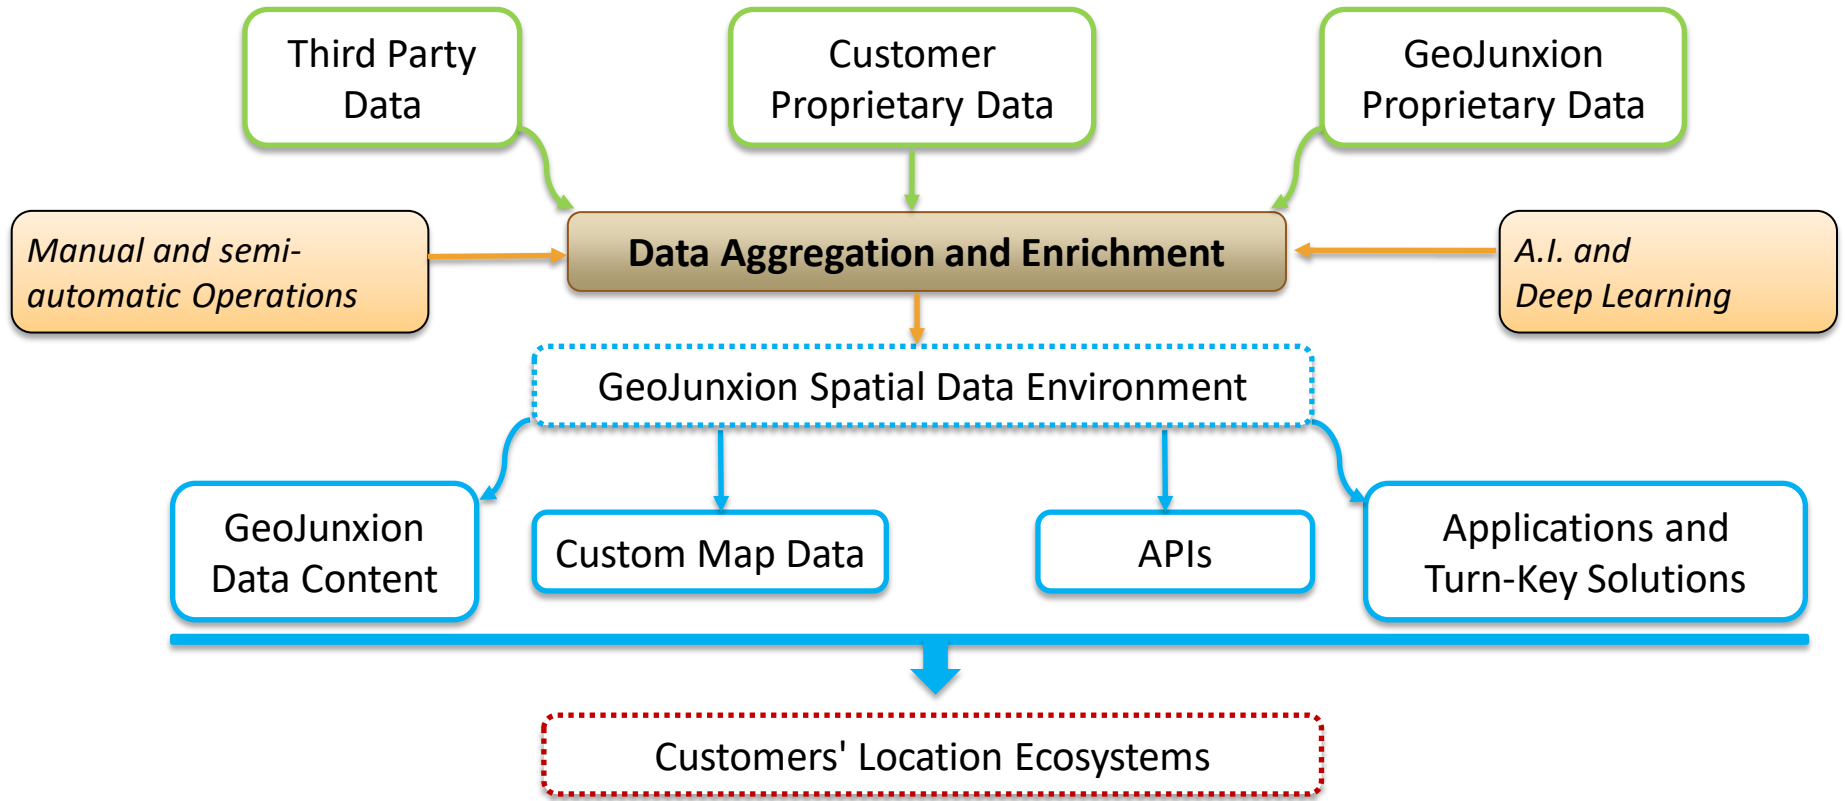 Third Party
Data
Customer
Proprietary Data
GeoJunxion
Proprietary Data
Manual and semi-
automatic Operations
Data Aggregation and Enrichment
A.I. and
Deep Learning
GeoJunxion Spatial Data Environment
GeoJunxion
Data Content
Custom Map Data
APIs
Applications and
Turn-Key Solutions
Customers' Location Ecosystems